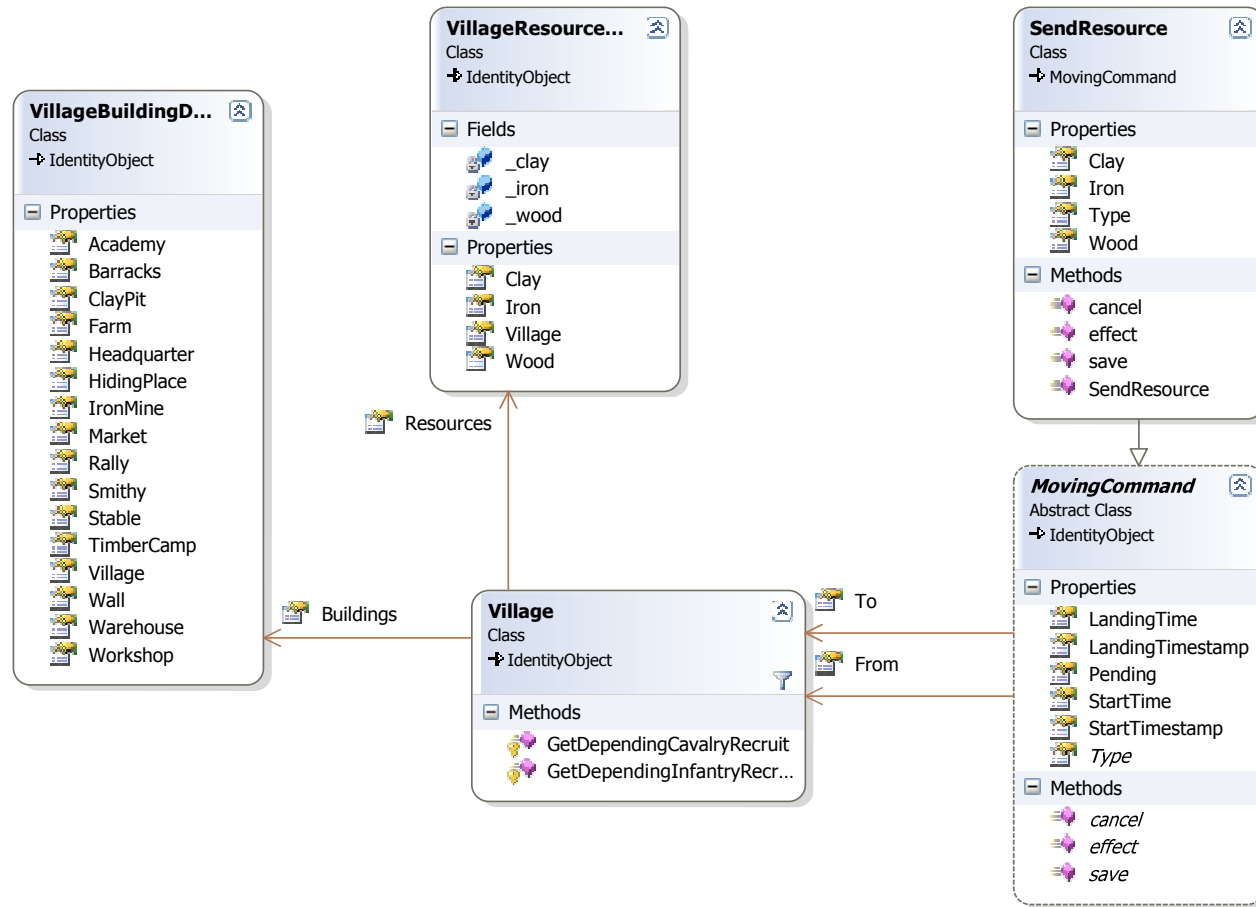 VillageBuildingD...
Class
IdentityObject
Properties
Academy
Barracks
ClayPit
Farm
Headquarter
HidingPlace
IronMine
Market
Rally
Smithy
Stable
TimberCamp
Village
Wall
Warehouse
Workshop
VillageResource...
Class
IdentityObject
Fields
_clay
_iron
_wood
Properties
Clay
Iron
Village
Wood
Resources
Buildings
Village
Class
IdentityObject
Methods
GetDependingCavalryRecruit
GetDependingInfantryRecr...
To
From
SendResource
Class
MovingCommand
Properties
Clay
Iron
Type
Wood
Methods
cancel
effect
save
SendResource
MovingCommand
Abstract Class
IdentityObject
Properties
LandingTime
LandingTimestamp
Pending
StartTime
StartTimestamp
Type
Methods
cancel
effect
save